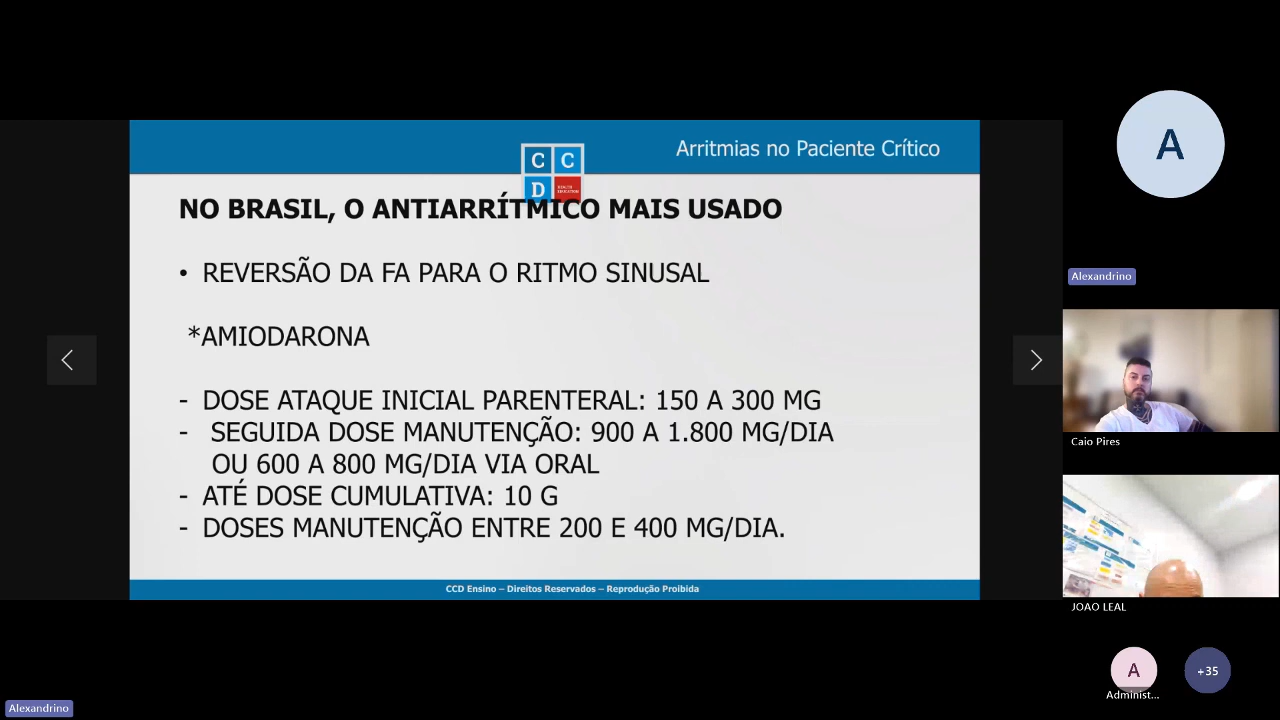 Arritmias no Paciente Crítico
C C
D HEALTH
EDUCATION
NO BRASIL, O ANTIARRÍTMICO MAIS USADO
• REVERSÃO DA FA PARA O RITMO SINUSAL
*AMIODARONA
- DOSE ATAQUE INICIAL PARENTERAL: 150 A 300 MG
- SEGUIDA DOSE MANUTENÇÃO: 900 A 1.800 MG/DIA
OU 600 A 800 MG/DIA VIA ORAL
- ATÉ DOSE CUMULATIVA: 10 G
- DOSES MANUTENÇÃO ENTRE 200 E 400 MG/DIA.
CCD Ensino – Direitos Reservados – Reprodução Proibida
A
Alexandrino
Caio Pires
JOAO LEAL
A
Administ...
+35
Alexandrino